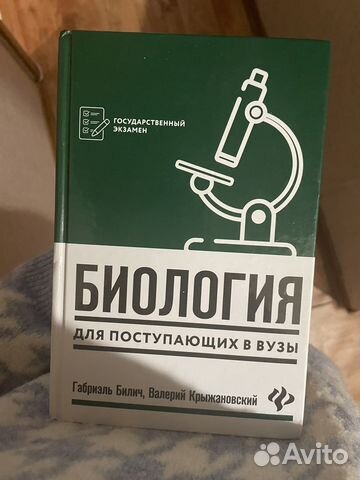 ГОСУДАРСТВЕННЫЙ
ЭКЗАМЕН
БИОЛОГИЯ
ДЛЯ ПОСТУПАЮЩИХ В ВУЗЫ
Габриэль Билич, Валерий Крыжановский
Avito